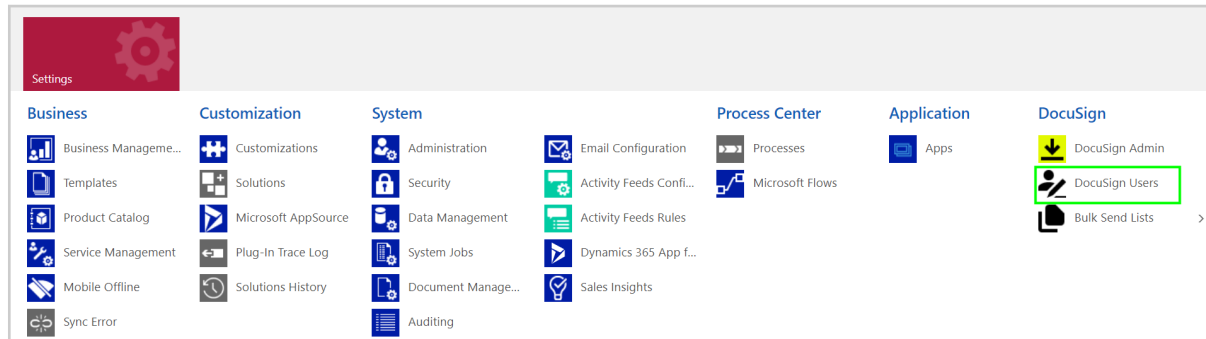 Settings
Business
Business Manageme...
Templates
Product Catalog
Service Management
Mobile Offline
Sync Error
Customization
Customizations
Solutions
Microsoft AppSource
Plug-In Trace Log
Solutions History
System
Administration
Security
Data Management
System Jobs
Document Manage...
Auditing
Email Configuration
Activity Feeds Confi...
Activity Feeds Rules
Dynamics 365 App f...
Sales Insights
Process Center
Processes
Microsoft Flows
Application
Apps
DocuSign
DocuSign Admin
DocuSign Users
Bulk Send Lists